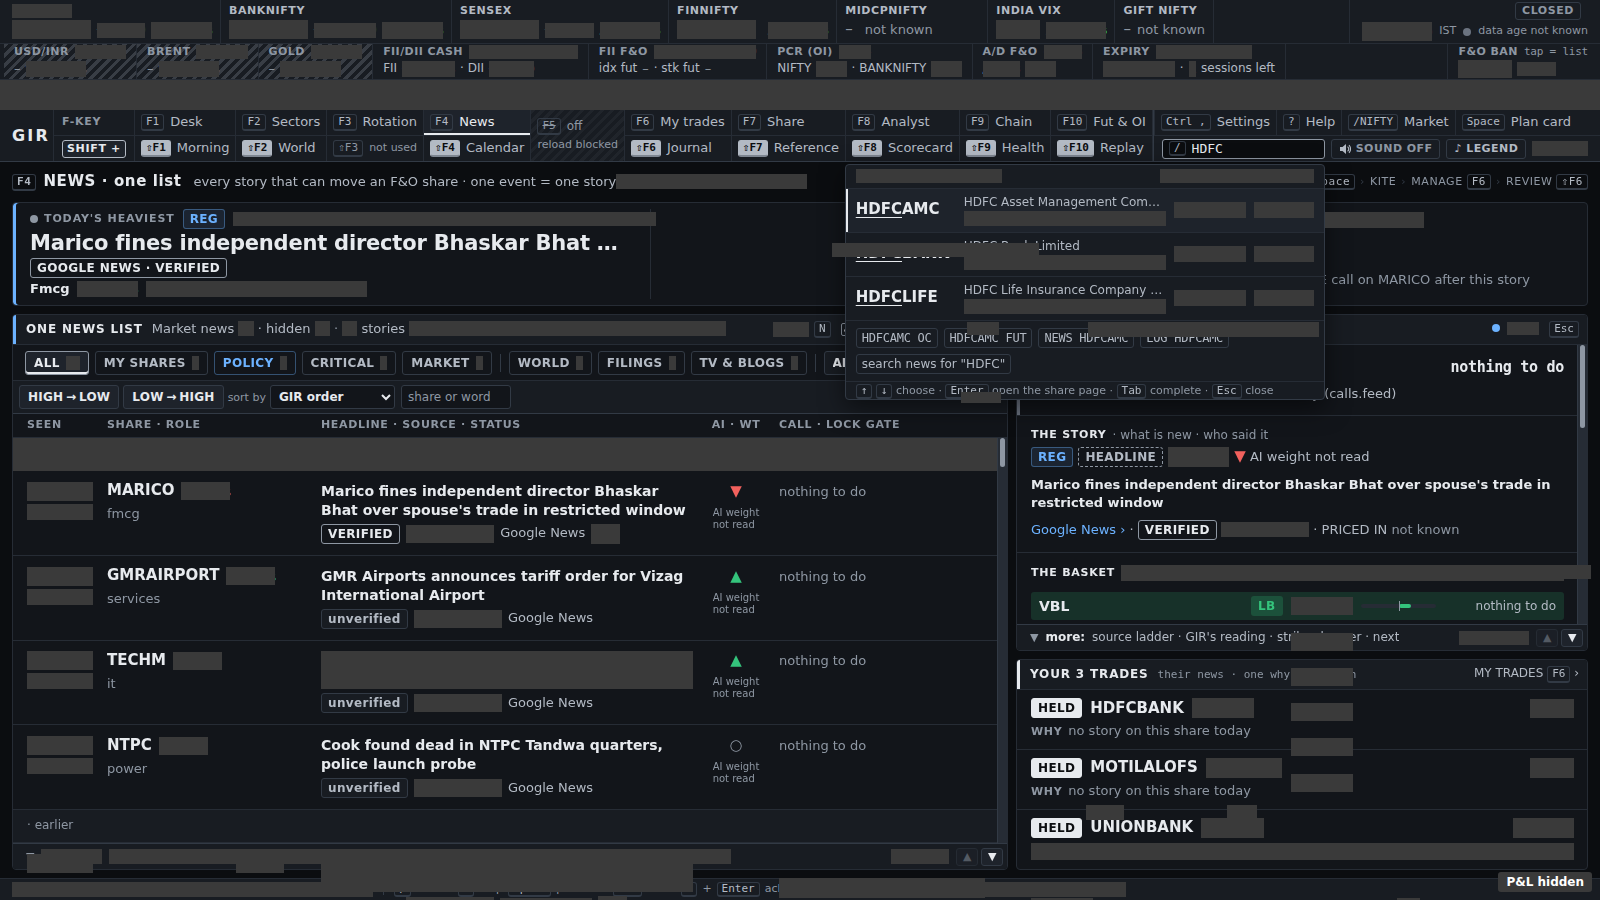 BANKNIFTY
SENSEX
FINNIFTY
MIDCPNIFTY
– not known
INDIA VIX
GIFT NIFTY
– not known
CLOSED
IST data age not known
USD/INR
–
BRENT
–
GOLD
–
FII/DII CASH
FII · DII
FII F&O
idx fut – · stk fut –
PCR (OI)
NIFTY · BANKNIFTY
A/D F&O
EXPIRY
· sessions left
F&O BAN tap = list
GIR
F-KEY
SHIFT +
F1 Desk
F2 Sectors
F3 Rotation
F4 News
F5 off
reload blocked
F6 My trades
F7 Share
F8 Analyst
F9 Chain
F10 Fut & OI
Ctrl , Settings
? Help
/NIFTY Market
Space Plan card
⇧F1 Morning
⇧F2 World
⇧F3 not used
⇧F4 Calendar
⇧F6 Journal
⇧F7 Reference
⇧F8 Scorecard
⇧F9 Health
⇧F10 Replay
/ HDFC
SOUND OFF
♪ LEGEND
F4 NEWS · one list every story that can move an F&O share · one event = one story
› KITE › MANAGE F6 › REVIEW ⇧F6
TODAY'S HEAVIEST REG
Marico fines independent director Bhaskar Bhat …
GOOGLE NEWS · VERIFIED
Fmcg
call on MARICO after this story
HDFCAMC HDFC Asset Management Com…
Limited
HDFCLIFE HDFC Life Insurance Company …
HDFCAMC OC
HDFCAMC FUT
NEWS HDFCAMC
LOG HDFCAMC
search news for "HDFC"
↑ ↓ choose · Enter open the share page · Tab complete · Esc close
ONE NEWS LIST Market news · hidden · stories
N
Esc
ALL
MY SHARES
POLICY
CRITICAL
MARKET
WORLD
FILINGS
TV & BLOGS
HIGH → LOW
LOW → HIGH
sort by
GIR order
share or word
SEEN
SHARE · ROLE
HEADLINE · SOURCE · STATUS
AI · WT
CALL · LOCK GATE
MARICO
fmcg
Marico fines independent director Bhaskar
Bhat over spouse's trade in restricted window
VERIFIED Google News
▼
AI weight
not read
nothing to do
GMRAIRPORT
services
GMR Airports announces tariff order for Vizag
International Airport
unverified Google News
▲
AI weight
not read
nothing to do
TECHM
it
unverified Google News
▲
AI weight
not read
nothing to do
NTPC
power
Cook found dead in NTPC Tandwa quarters,
police launch probe
unverified Google News
○
AI weight
not read
nothing to do
· earlier
▲ ▼
nothing to do
(calls.feed)
THE STORY · what is new · who said it
REG HEADLINE ▼ AI weight not read
Marico fines independent director Bhaskar Bhat over spouse's trade in
restricted window
Google News › · VERIFIED · PRICED IN not known
THE BASKET
VBL LB nothing to do
▼ more: source ladder · GIR's reading · · next
▲ ▼
YOUR 3 TRADES their news · one why
MY TRADES F6 ›
HELD HDFCBANK
WHY no story on this share today
HELD MOTILALOFS
WHY no story on this share today
HELD UNIONBANK
+ Enter
P&L hidden